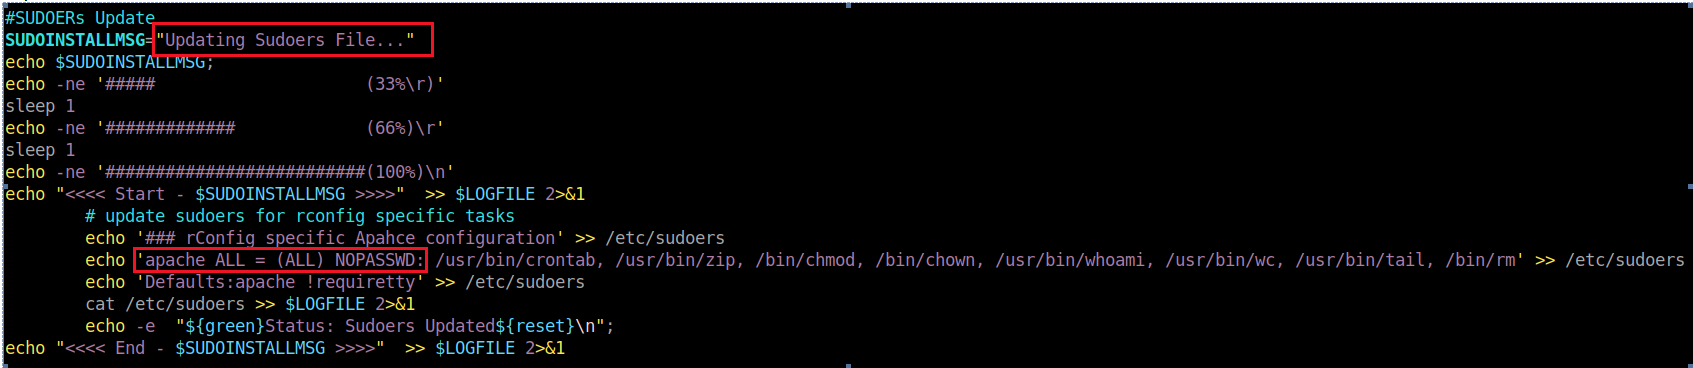 #SUDOERs Update
SUDOINSTALLMSG="Updating Sudoers File..."
echo $SUDOINSTALLMSG;
echo -ne '#####                     (33%\r)'
sleep 1
echo -ne '#############             (66%)\r'
sleep 1
echo -ne '##########################(100%)\n'
echo "<<<< Start - $SUDOINSTALLMSG >>>>"  >> $LOGFILE 2>&1
        # update sudoers for rconfig specific tasks
        echo '### rConfig specific Apahce configuration' >> /etc/sudoers
        echo 'apache ALL = (ALL) NOPASSWD: /usr/bin/crontab, /usr/bin/zip, /bin/chmod, /bin/chown, /usr/bin/whoami, /usr/bin/wc, /usr/bin/tail, /bin/rm' >> /etc/sudoers
        echo 'Defaults:apache !requiretty' >> /etc/sudoers
        cat /etc/sudoers >> $LOGFILE 2>&1
        echo -e  "${green}Status: Sudoers Updated${reset}\n";
echo "<<<< End - $SUDOINSTALLMSG >>>>"  >> $LOGFILE 2>&1